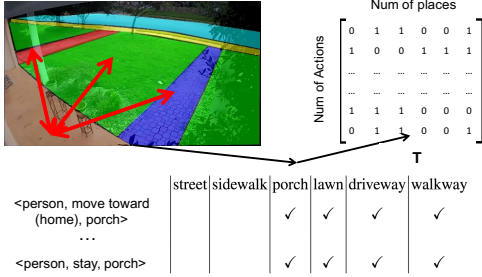 Num of places
Num of Actions
0 1 1 0 0 1
1 0 0 1 1 1
... ... ... ... ... ...
... ... ... ... ... ...
1 1 1 0 0 0
0 1 1 0 0 1
T
street sidewalk porch lawn driveway walkway
<person, move toward
(home), porch> ✓ ✓ ✓ ✓
...
<person, stay, porch> ✓ ✓ ✓ ✓